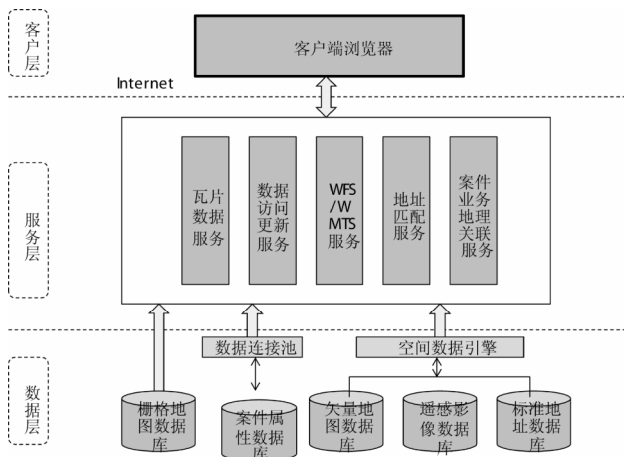 客户层
客户端浏览器
Internet
服务层
瓦片
数据
服务
数据
访问
更新
服务
WFS
/W
MTS
服务
地址
匹配
服务
案件
业务
地理
关联
服务
数据层
数据连接池
空间数据引擎
栅格地
图数据库
案件属
性数据库
矢量地
图数据
库
遥感影
像数据库
标准地
址数据
库